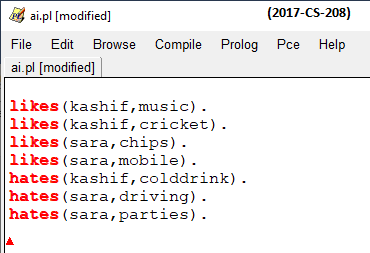 ai.pl [modified]
(2017-CS-208)
File Edit Browse Compile Prolog Pce Help
ai.pl [modified]
likes(kashif,music).
likes(kashif,cricket).
likes(sara,chips).
likes(sara,mobile).
hates(kashif,colddrink).
hates(sara,driving).
hates(sara,parties).